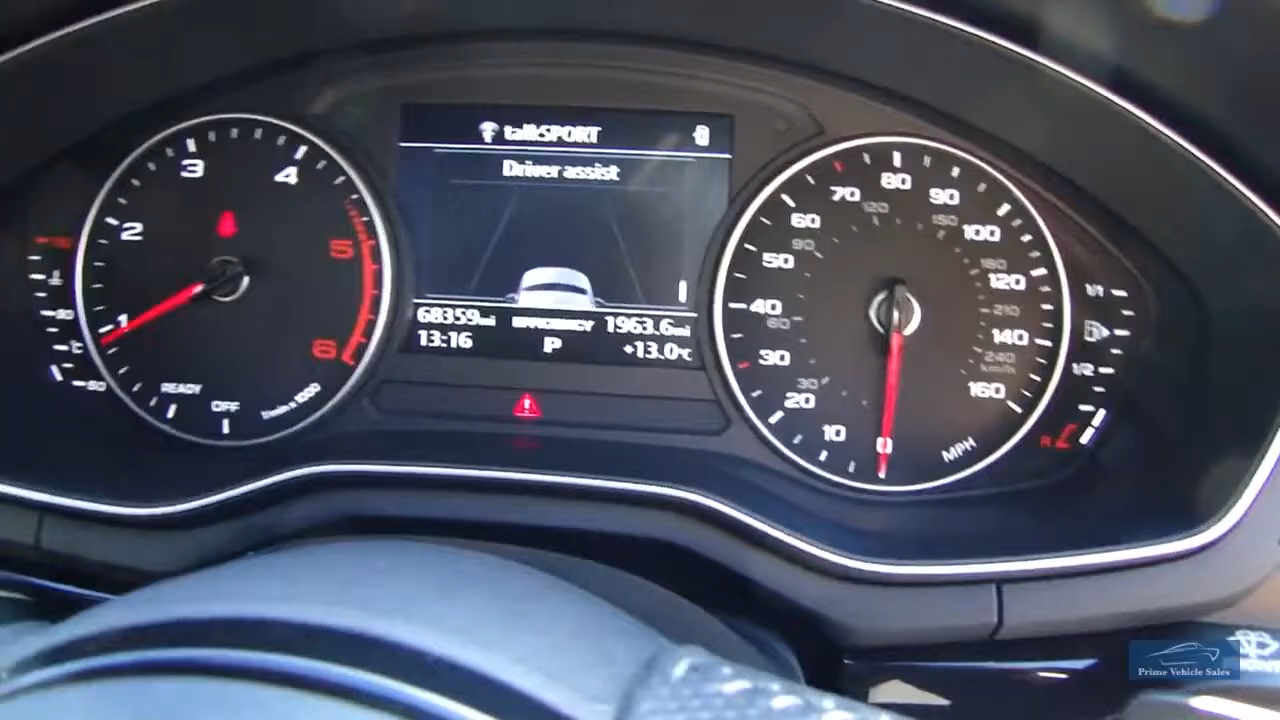 talkSPORT
Driver assist
68359mi
EFFICIENCY
1963.6mi
13:16
P
+13.0°C
1
2
3
4
5
6
READY
OFF
1/min x 1000
0
10
20
30
40
50
60
70
80
90
100
120
140
160
MPH
30
60
90
120
150
180
210
240
km/h
1/1
1/2
R
°C
90
Prime Vehicle Sales